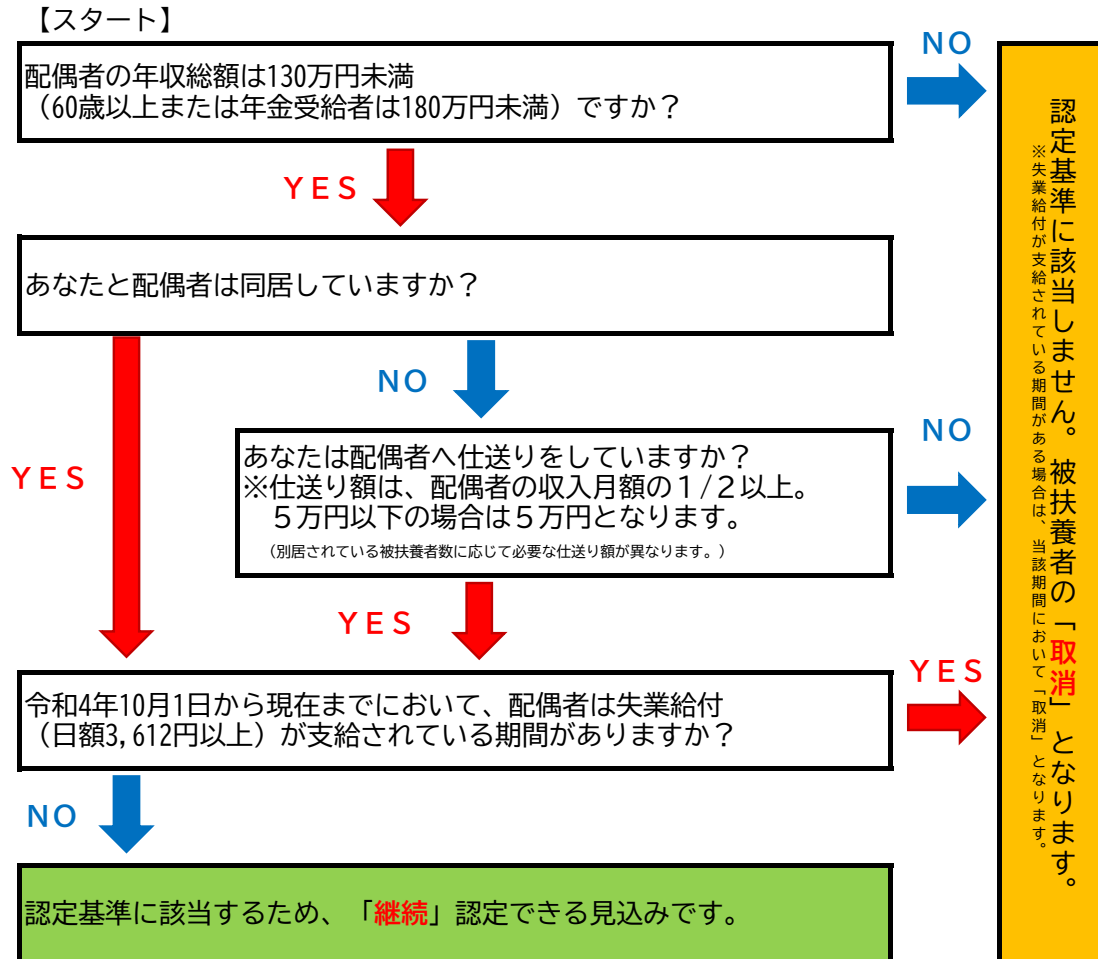 【スタート】
配偶者の年収総額は130万円未満
（60歳以上または年金受給者は180万円未満）ですか？
NO
YES
あなたと配偶者は同居していますか？
NO
YES
あなたは配偶者へ仕送りをしていますか？
※仕送り額は、配偶者の収入月額の１/２以上。
５万円以下の場合は５万円となります。
（別居されている被扶養者数に応じて必要な仕送り額が異なります。）
NO
YES
令和4年10月1日から現在までにおいて、配偶者は失業給付
（日額3,612円以上）が支給されている期間がありますか？
YES
NO
認定基準に該当するため、「継続」認定できる見込みです。
認定基準に該当しません。被扶養者の「取消」となります。
※失業給付が支給されている期間がある場合は、当該期間において「取消」となります。